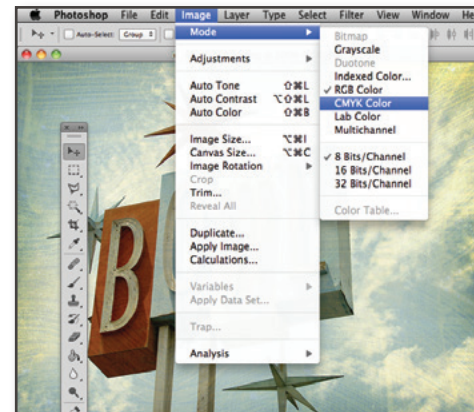 Photoshop File Edit Image Layer Type Select Filter View Window He
Auto-Select: Group
Mode
Adjustments
Auto Tone ⇧⌘L
Auto Contrast ⌥⇧⌘L
Auto Color ⇧⌘B
Image Size... ⌥⌘I
Canvas Size... ⌥⌘C
Image Rotation
Crop
Trim...
Reveal All
Duplicate...
Apply Image...
Calculations...
Variables
Apply Data Set...
Trap...
Analysis
Bitmap
Grayscale
Duotone
Indexed Color...
✓ RGB Color
CMYK Color
Lab Color
Multichannel
✓ 8 Bits/Channel
16 Bits/Channel
32 Bits/Channel
Color Table...
B